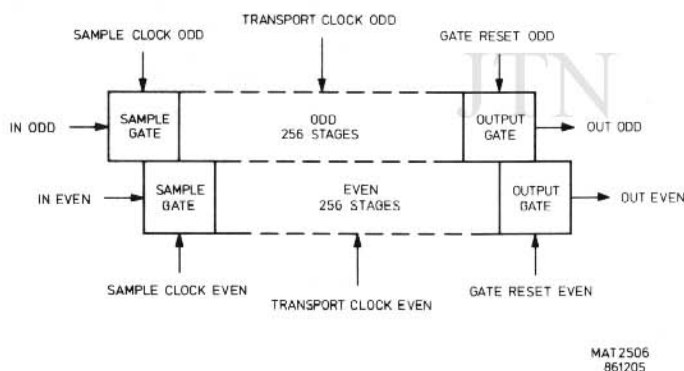 TRANSPORT CLOCK ODD
SAMPLE CLOCK ODD
GATE RESET ODD
JTN
IN ODD
SAMPLE
GATE
ODD
256 STAGES
OUTPUT
GATE
OUT ODD
IN EVEN
SAMPLE
GATE
EVEN
256 STAGES
OUTPUT
GATE
OUT EVEN
SAMPLE CLOCK EVEN
TRANSPORT CLOCK EVEN
GATE RESET EVEN
MAT2506
861205